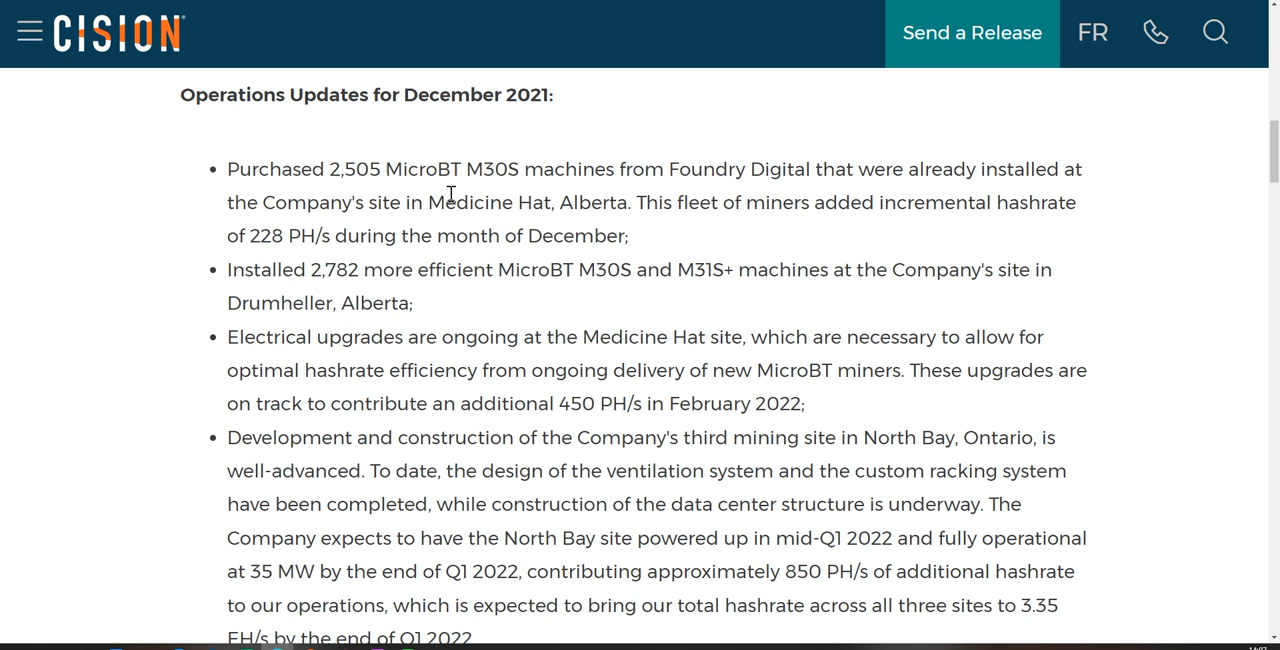 CISION
Send a Release
FR
Operations Updates for December 2021:
• Purchased 2,505 MicroBT M30S machines from Foundry Digital that were already installed at
the Company's site in Medicine Hat, Alberta. This fleet of miners added incremental hashrate
of 228 PH/s during the month of December;
• Installed 2,782 more efficient MicroBT M30S and M31S+ machines at the Company's site in
Drumheller, Alberta;
• Electrical upgrades are ongoing at the Medicine Hat site, which are necessary to allow for
optimal hashrate efficiency from ongoing delivery of new MicroBT miners. These upgrades are
on track to contribute an additional 450 PH/s in February 2022;
• Development and construction of the Company's third mining site in North Bay, Ontario, is
well-advanced. To date, the design of the ventilation system and the custom racking system
have been completed, while construction of the data center structure is underway. The
Company expects to have the North Bay site powered up in mid-Q1 2022 and fully operational
at 35 MW by the end of Q1 2022, contributing approximately 850 PH/s of additional hashrate
to our operations, which is expected to bring our total hashrate across all three sites to 3.35
EH/s by the end of Q1 2022